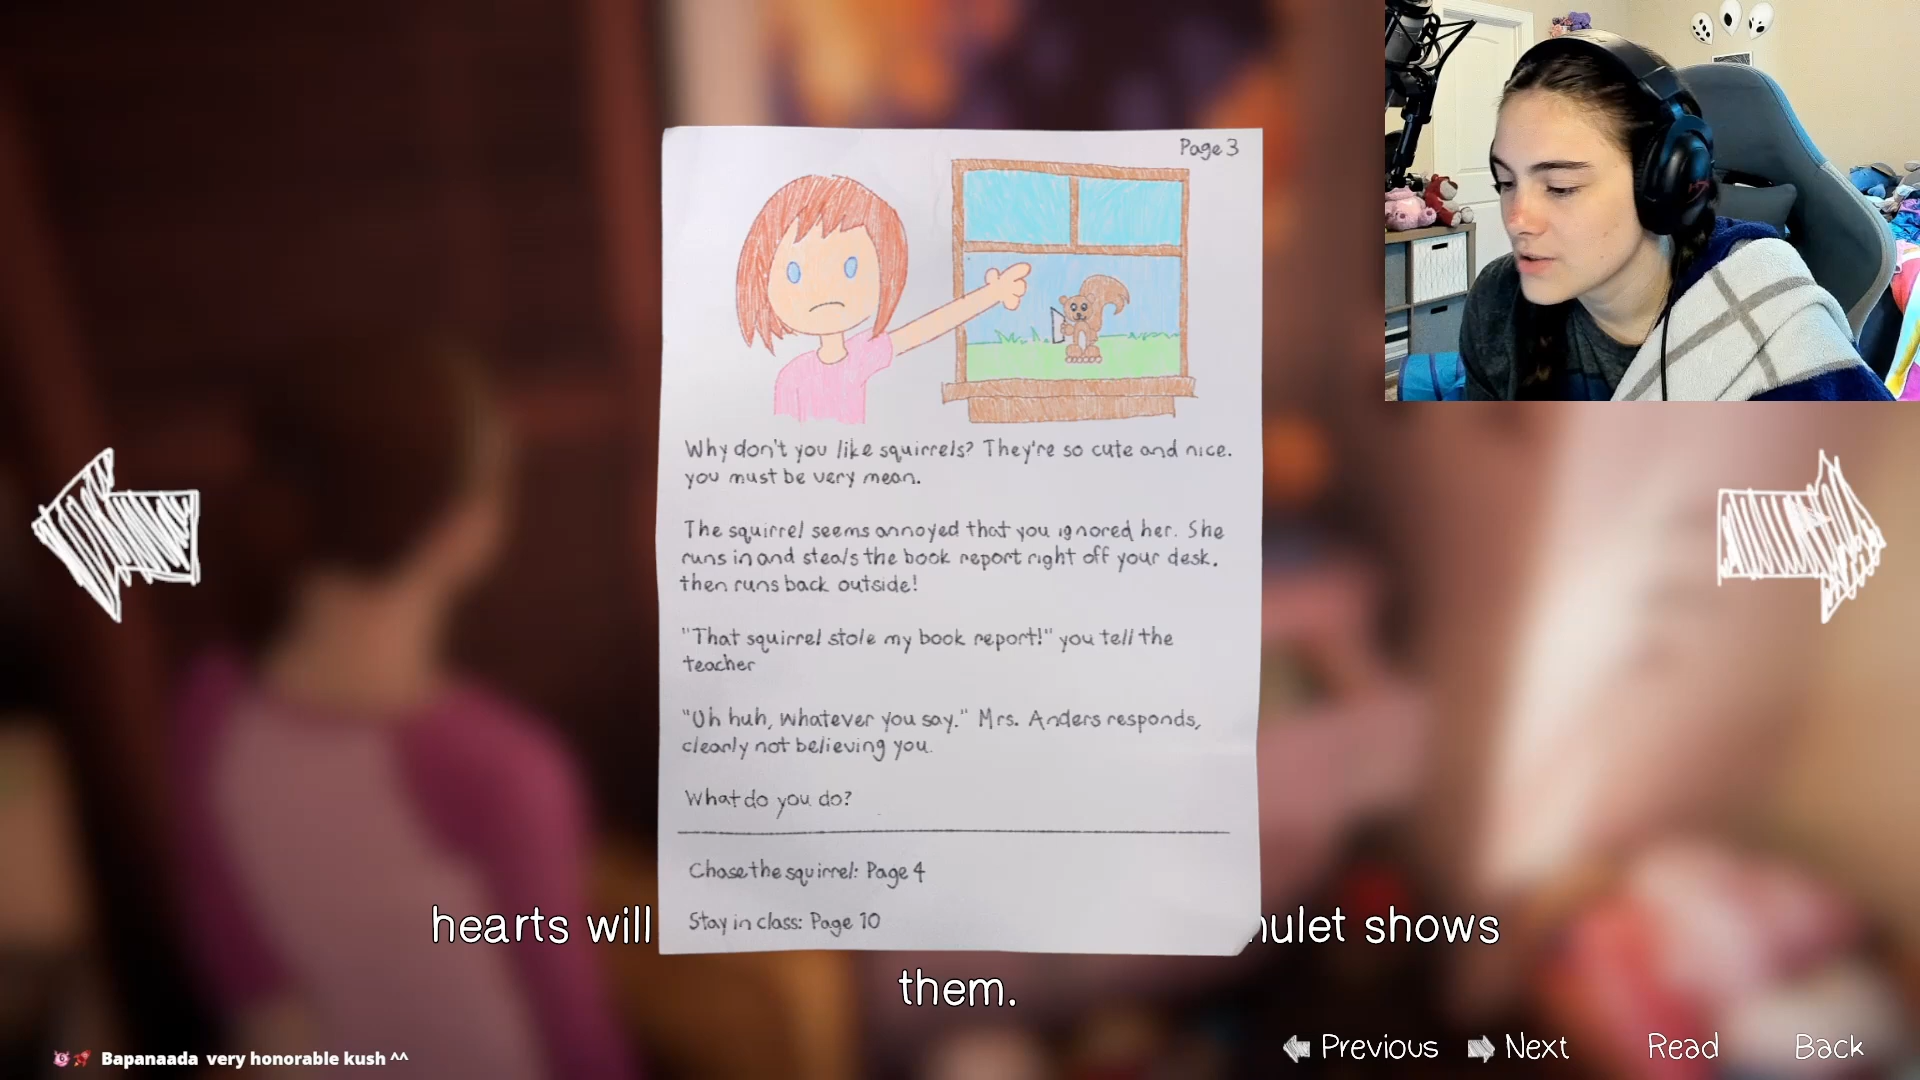 Page 3
Why don't you like squirrels? They're so cute and nice.
you must be very mean.
The squirrel seems annoyed that you ignored her. She
runs in and steals the book report right off your desk.
then runs back outside!
"That squirrel stole my book report!" you tell the
teacher
"Uh huh, whatever you say." Mrs. Anders responds,
clearly not believing you.
What do you do?
Chase the squirrel: Page 4
Stay in class: Page 10
hearts will
shows
them.
Previous Next Read Back
Bapanaada very honorable kush ^^